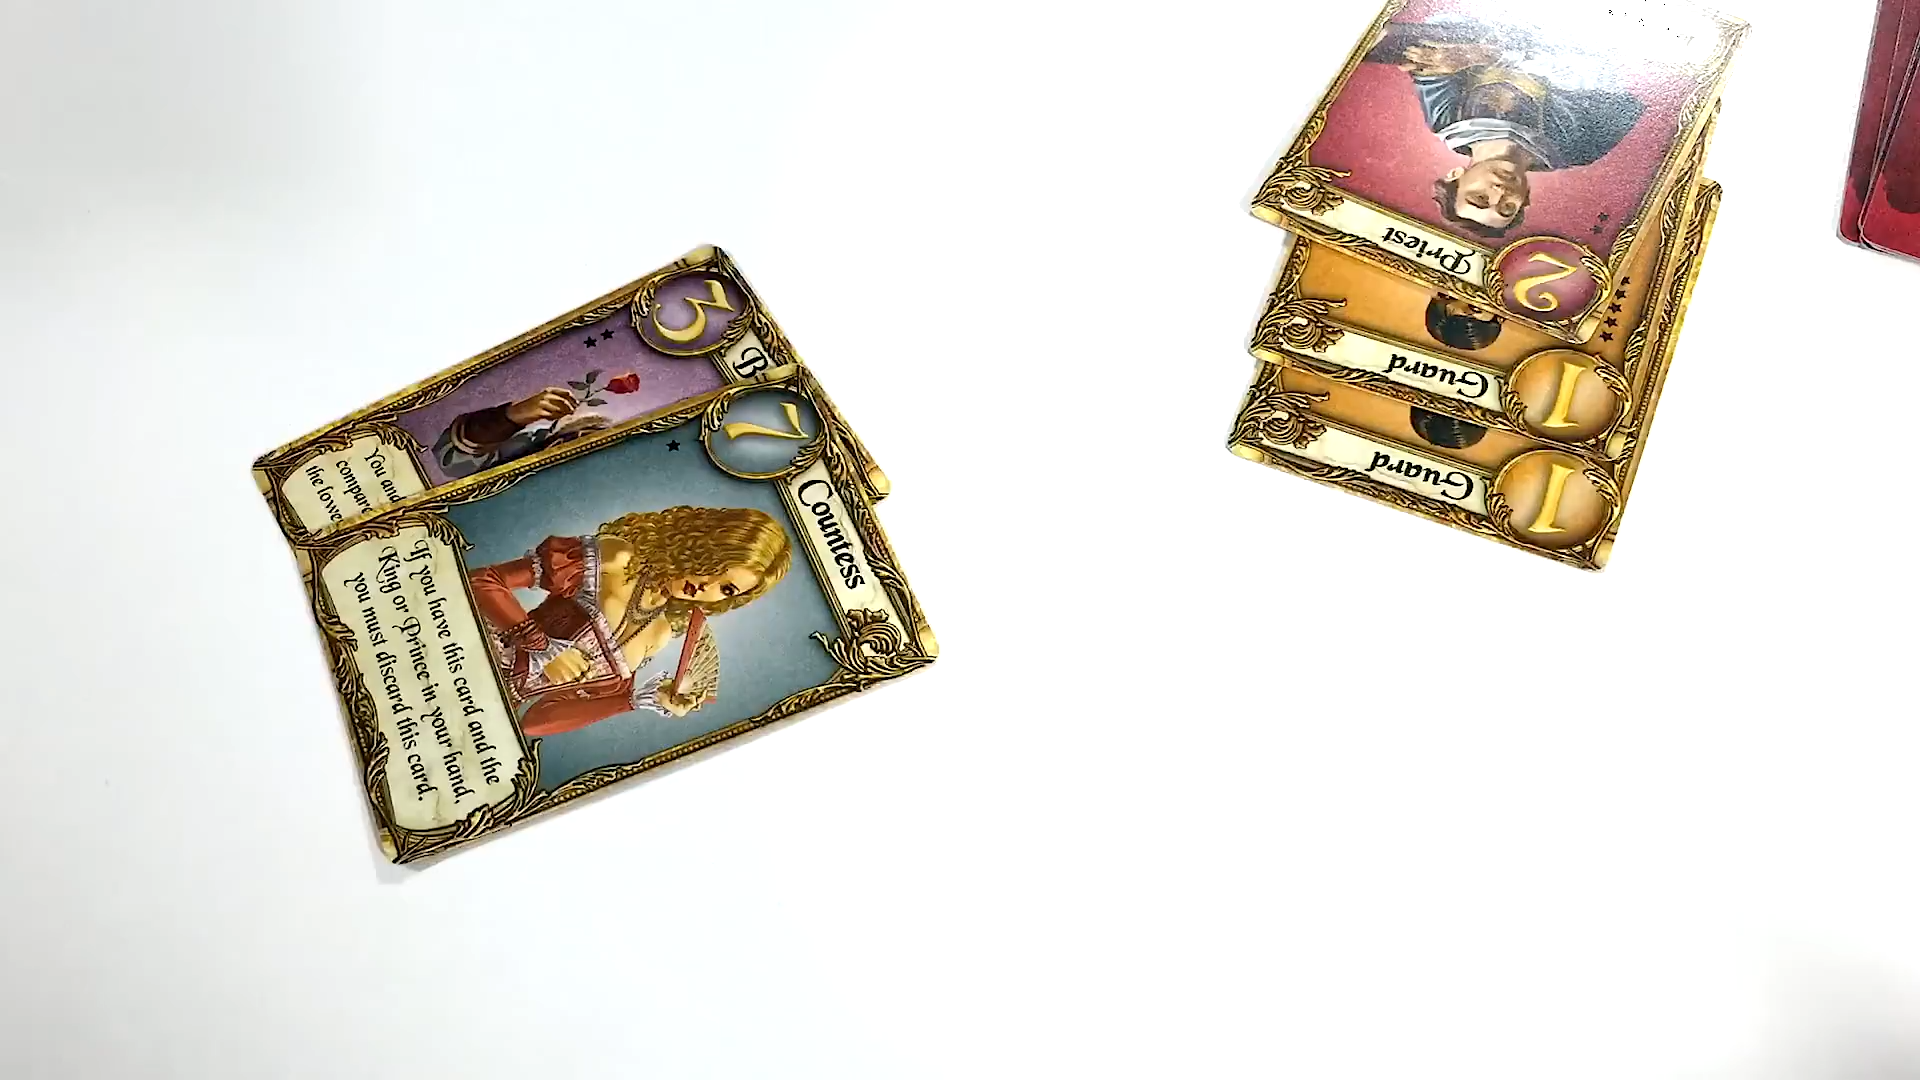 3
B
You and
compare
the lowe
7
Countess
If you have this card and the
King or Prince in your hand,
you must discard this card.
2
Priest
1
Guard
1
Guard